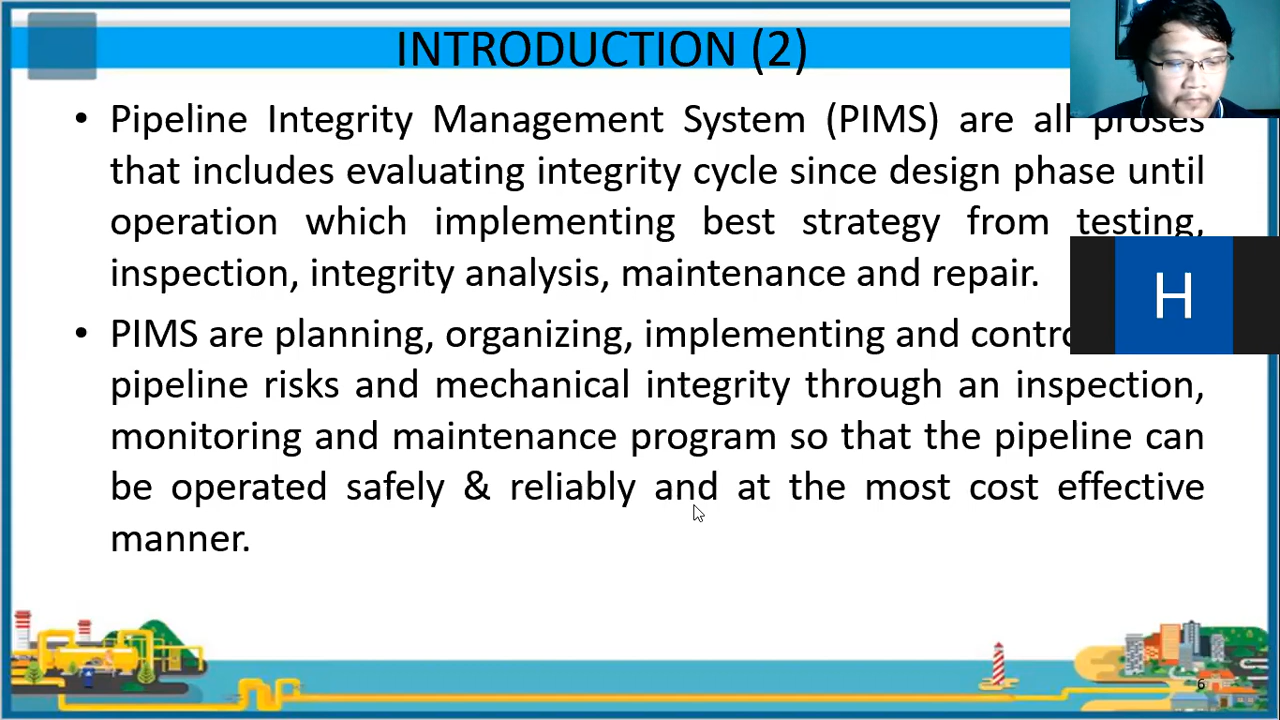 INTRODUCTION (2)
• Pipeline Integrity Management System (PIMS) are all proses
that includes evaluating integrity cycle since design phase until
operation which implementing best strategy from testing,
inspection, integrity analysis, maintenance and repair.
H
• PIMS are planning, organizing, implementing and contro
pipeline risks and mechanical integrity through an inspection,
monitoring and maintenance program so that the pipeline can
be operated safely & reliably and at the most cost effective
manner.
6